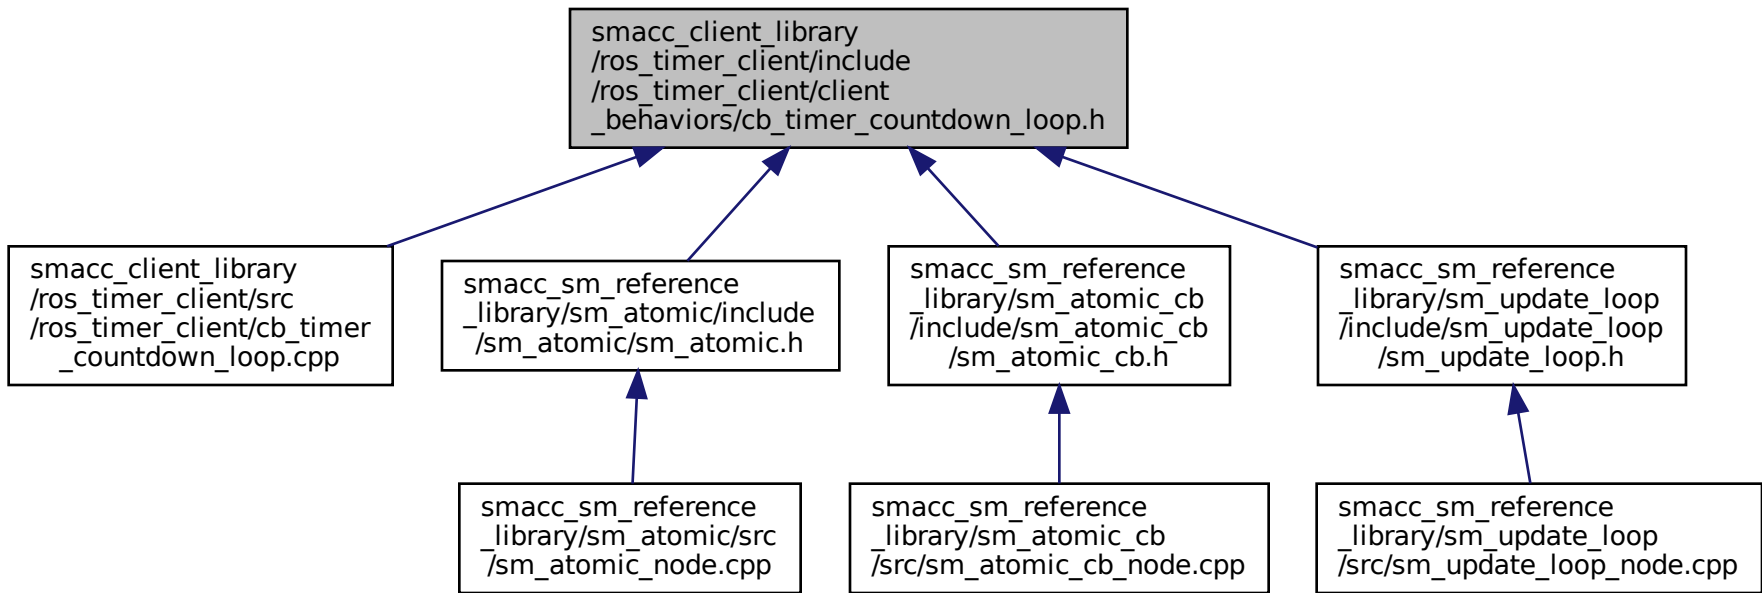 smacc_client_library
/ros_timer_client/include
/ros_timer_client/client
_behaviors/cb_timer_countdown_loop.h
smacc_client_library
/ros_timer_client/src
/ros_timer_client/cb_timer
_countdown_loop.cpp
smacc_sm_reference
_library/sm_atomic/include
/sm_atomic/sm_atomic.h
smacc_sm_reference
_library/sm_atomic_cb
/include/sm_atomic_cb
/sm_atomic_cb.h
smacc_sm_reference
_library/sm_update_loop
/include/sm_update_loop
/sm_update_loop.h
smacc_sm_reference
_library/sm_atomic/src
/sm_atomic_node.cpp
smacc_sm_reference
_library/sm_atomic_cb
/src/sm_atomic_cb_node.cpp
smacc_sm_reference
_library/sm_update_loop
/src/sm_update_loop_node.cpp